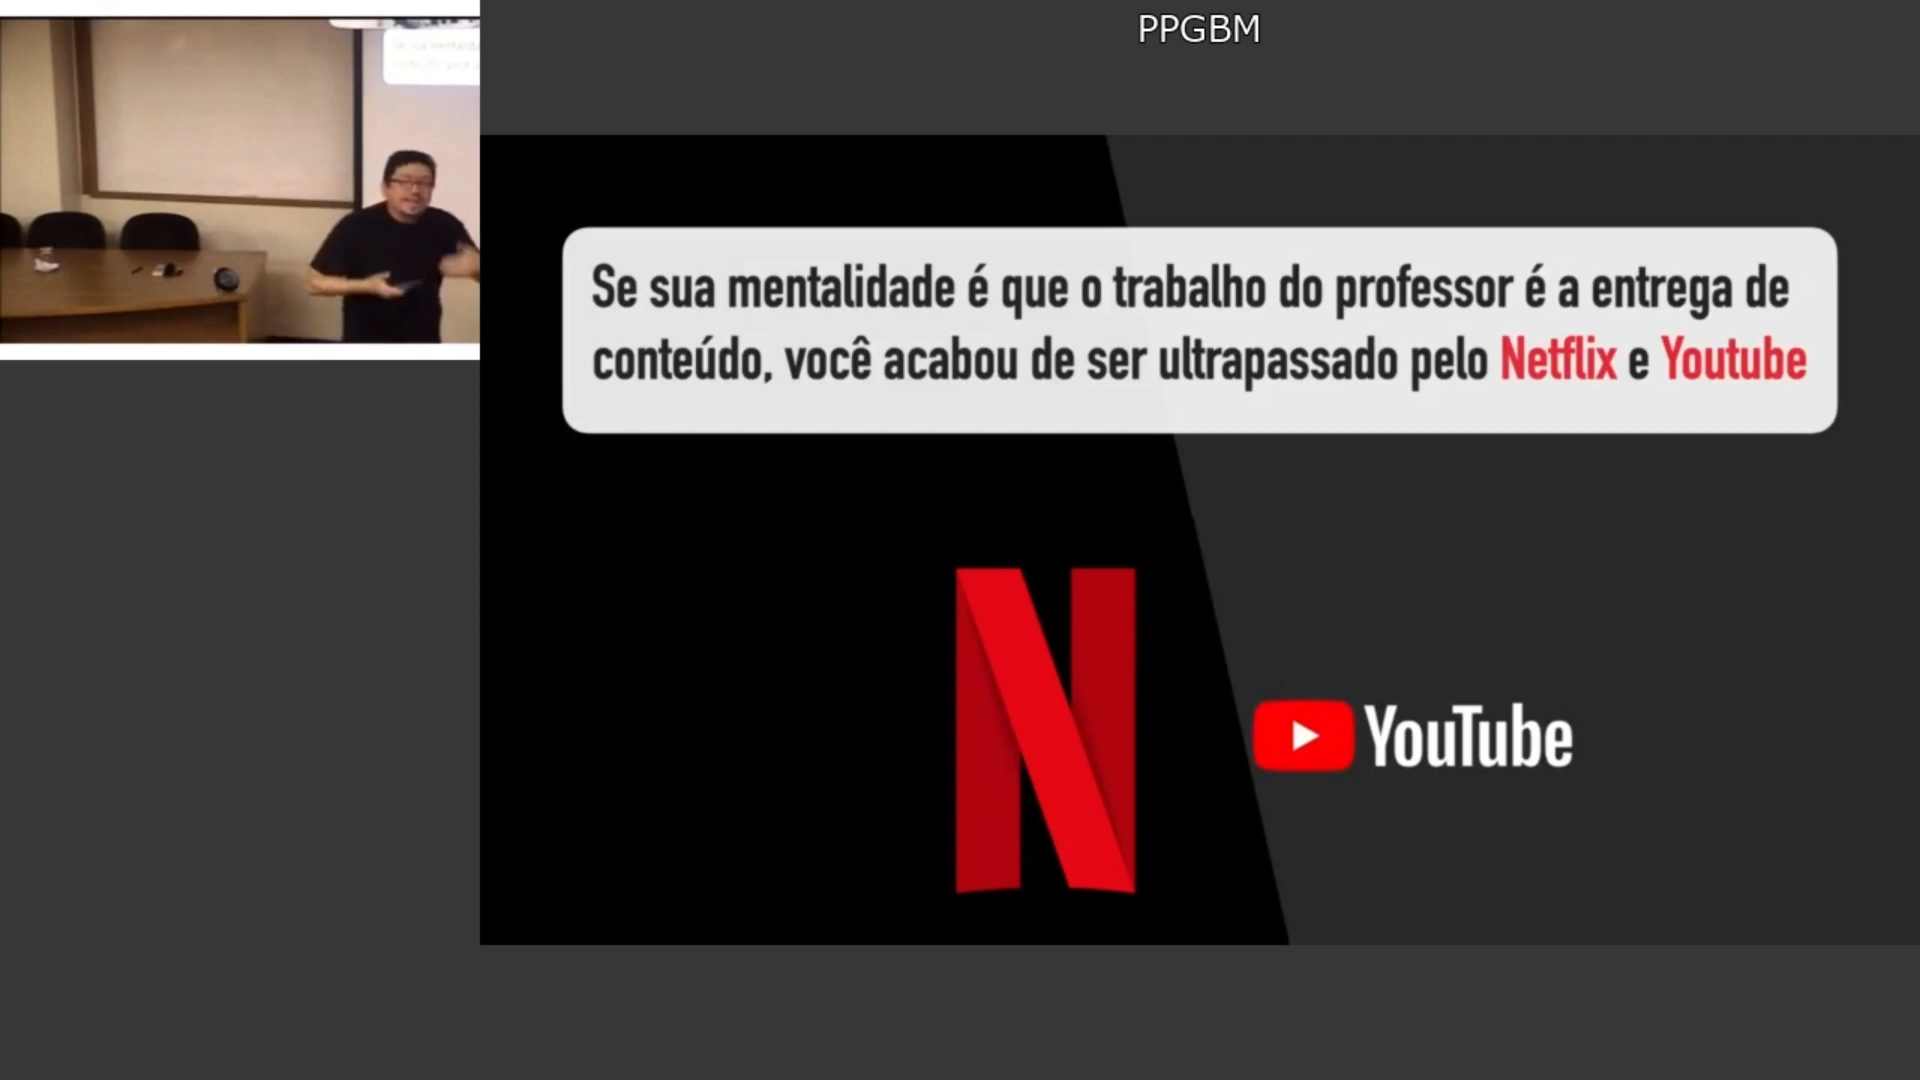 PPGBM
Se sua mentalidade é que o trabalho do professor é a entrega de
conteúdo, você acabou de ser ultrapassado pelo Netflix e Youtube
N
YouTube